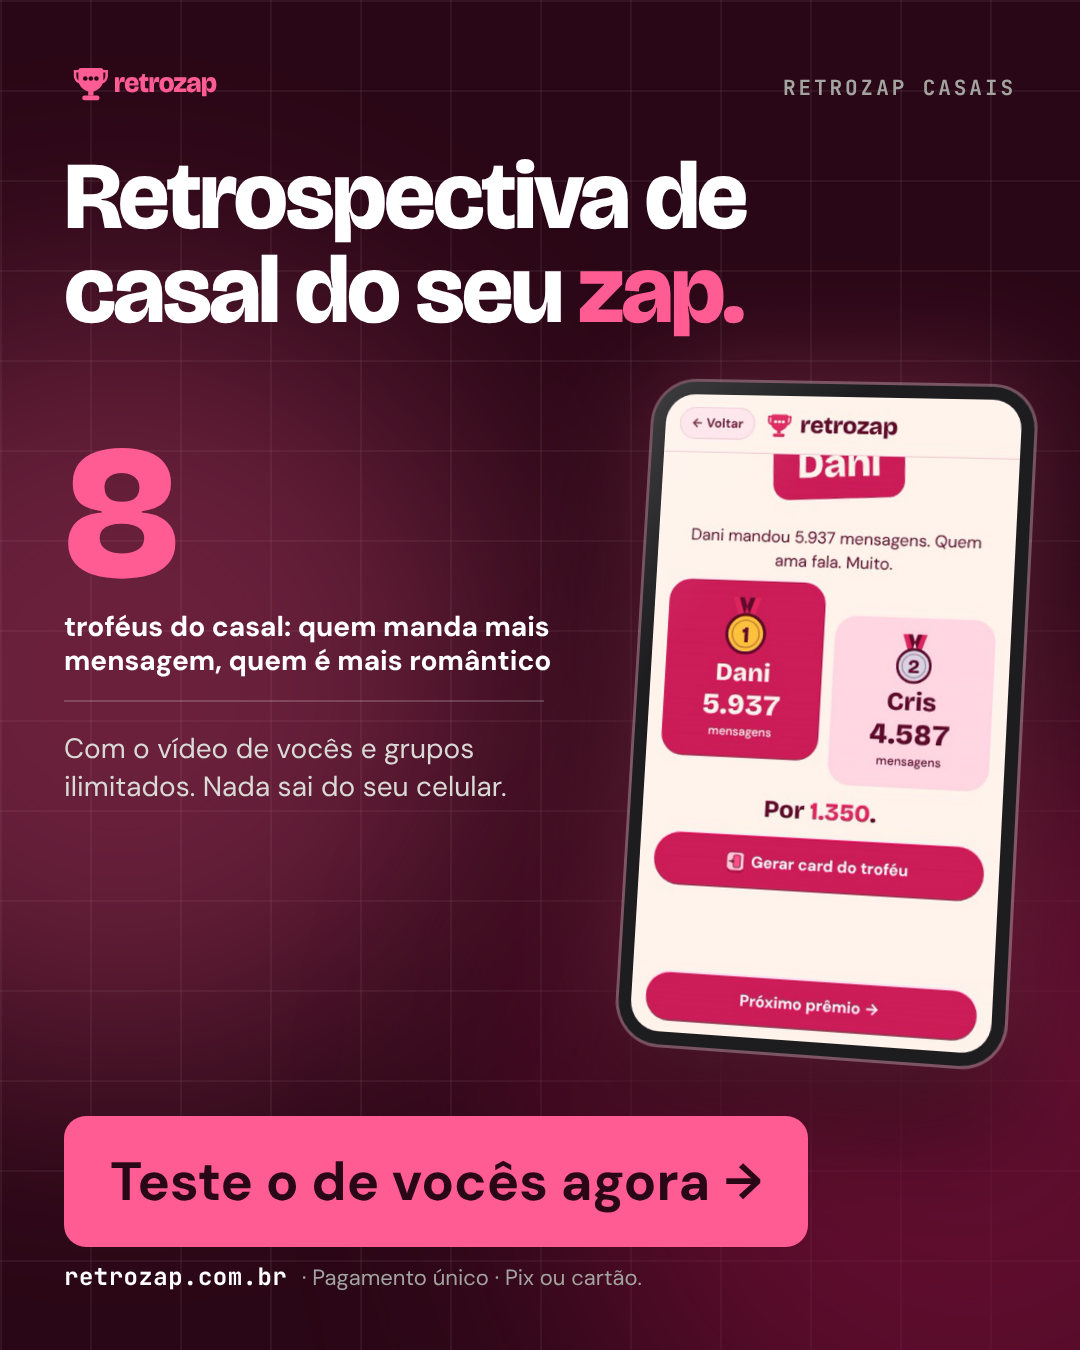 retrozap
RETROZAP CASAIS
Retrospectiva de
casal do seu zap.
8
troféus do casal: quem manda mais
mensagem, quem é mais romântico
Com o vídeo de vocês e grupos
ilimitados. Nada sai do seu celular.
← Voltar
retrozap
Dani
Dani mandou 5.937 mensagens. Quem
ama fala. Muito.
1
Dani
5.937
mensagens
2
Cris
4.587
mensagens
Por 1.350.
Gerar card do troféu
Próximo prêmio →
Teste o de vocês agora →
retrozap.com.br · Pagamento único · Pix ou cartão.